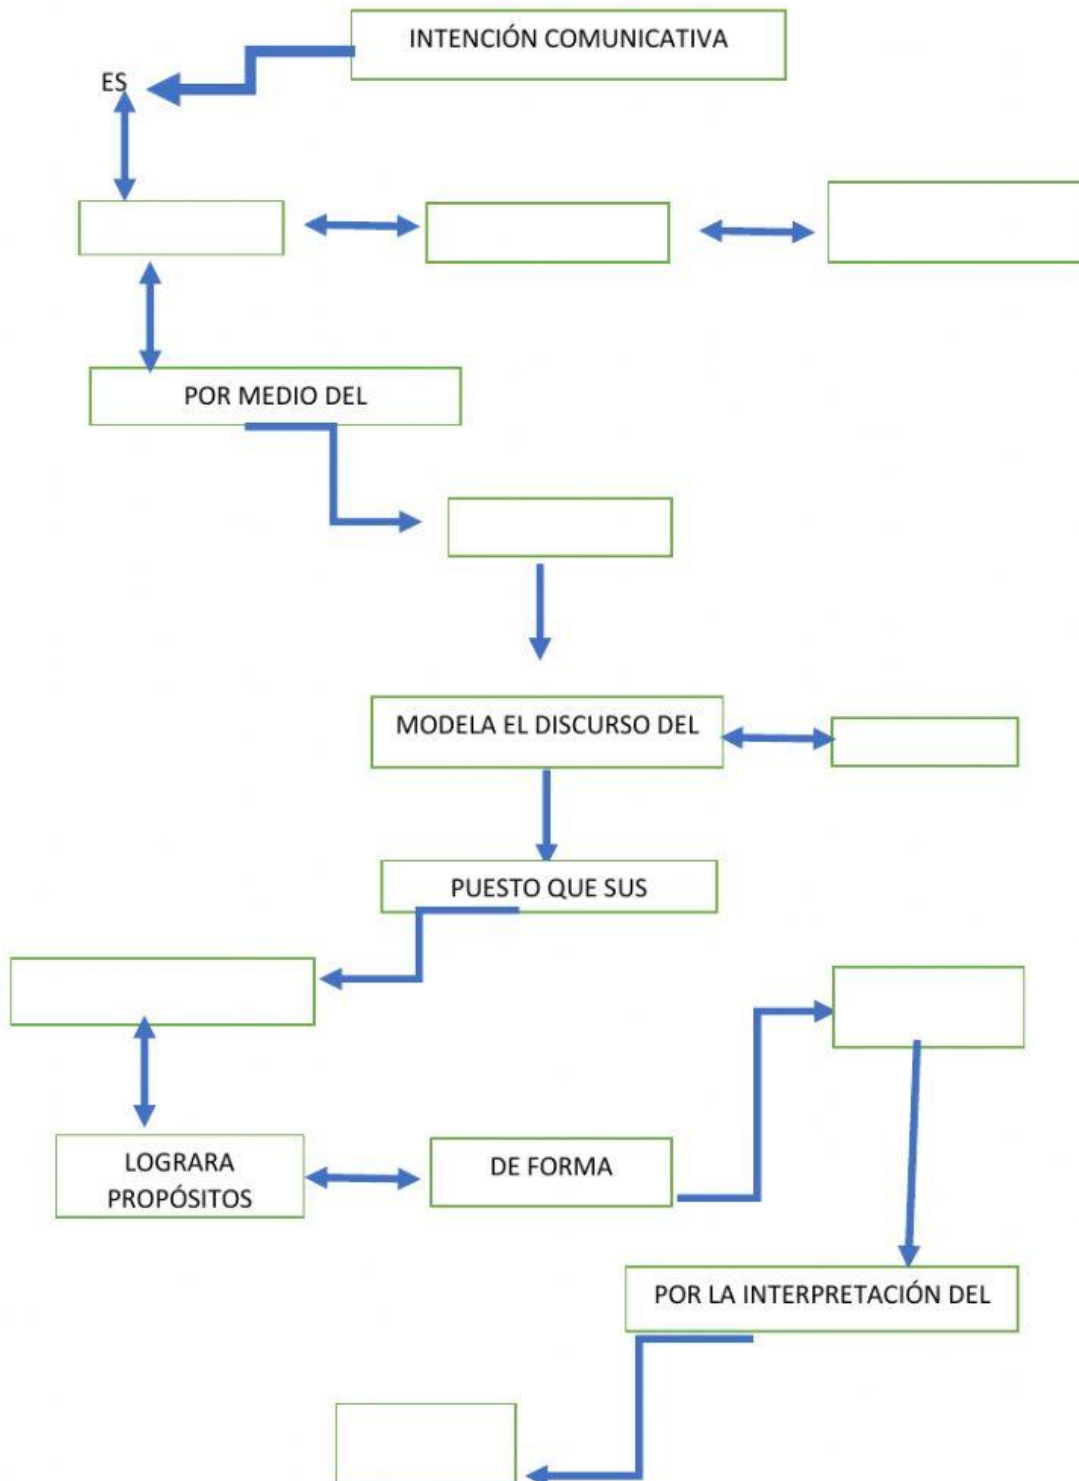 INTENCIÓN COMUNICATIVA
ES
POR MEDIO DEL
MODELA EL DISCURSO DEL
PUESTO QUE SUS
LOGRARA
PROPÓSITOS
DE FORMA
POR LA INTERPRETACIÓN DEL